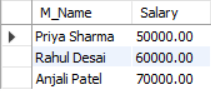 M_Name Salary
Priya Sharma 50000.00
Rahul Desai 60000.00
Anjali Patel 70000.00